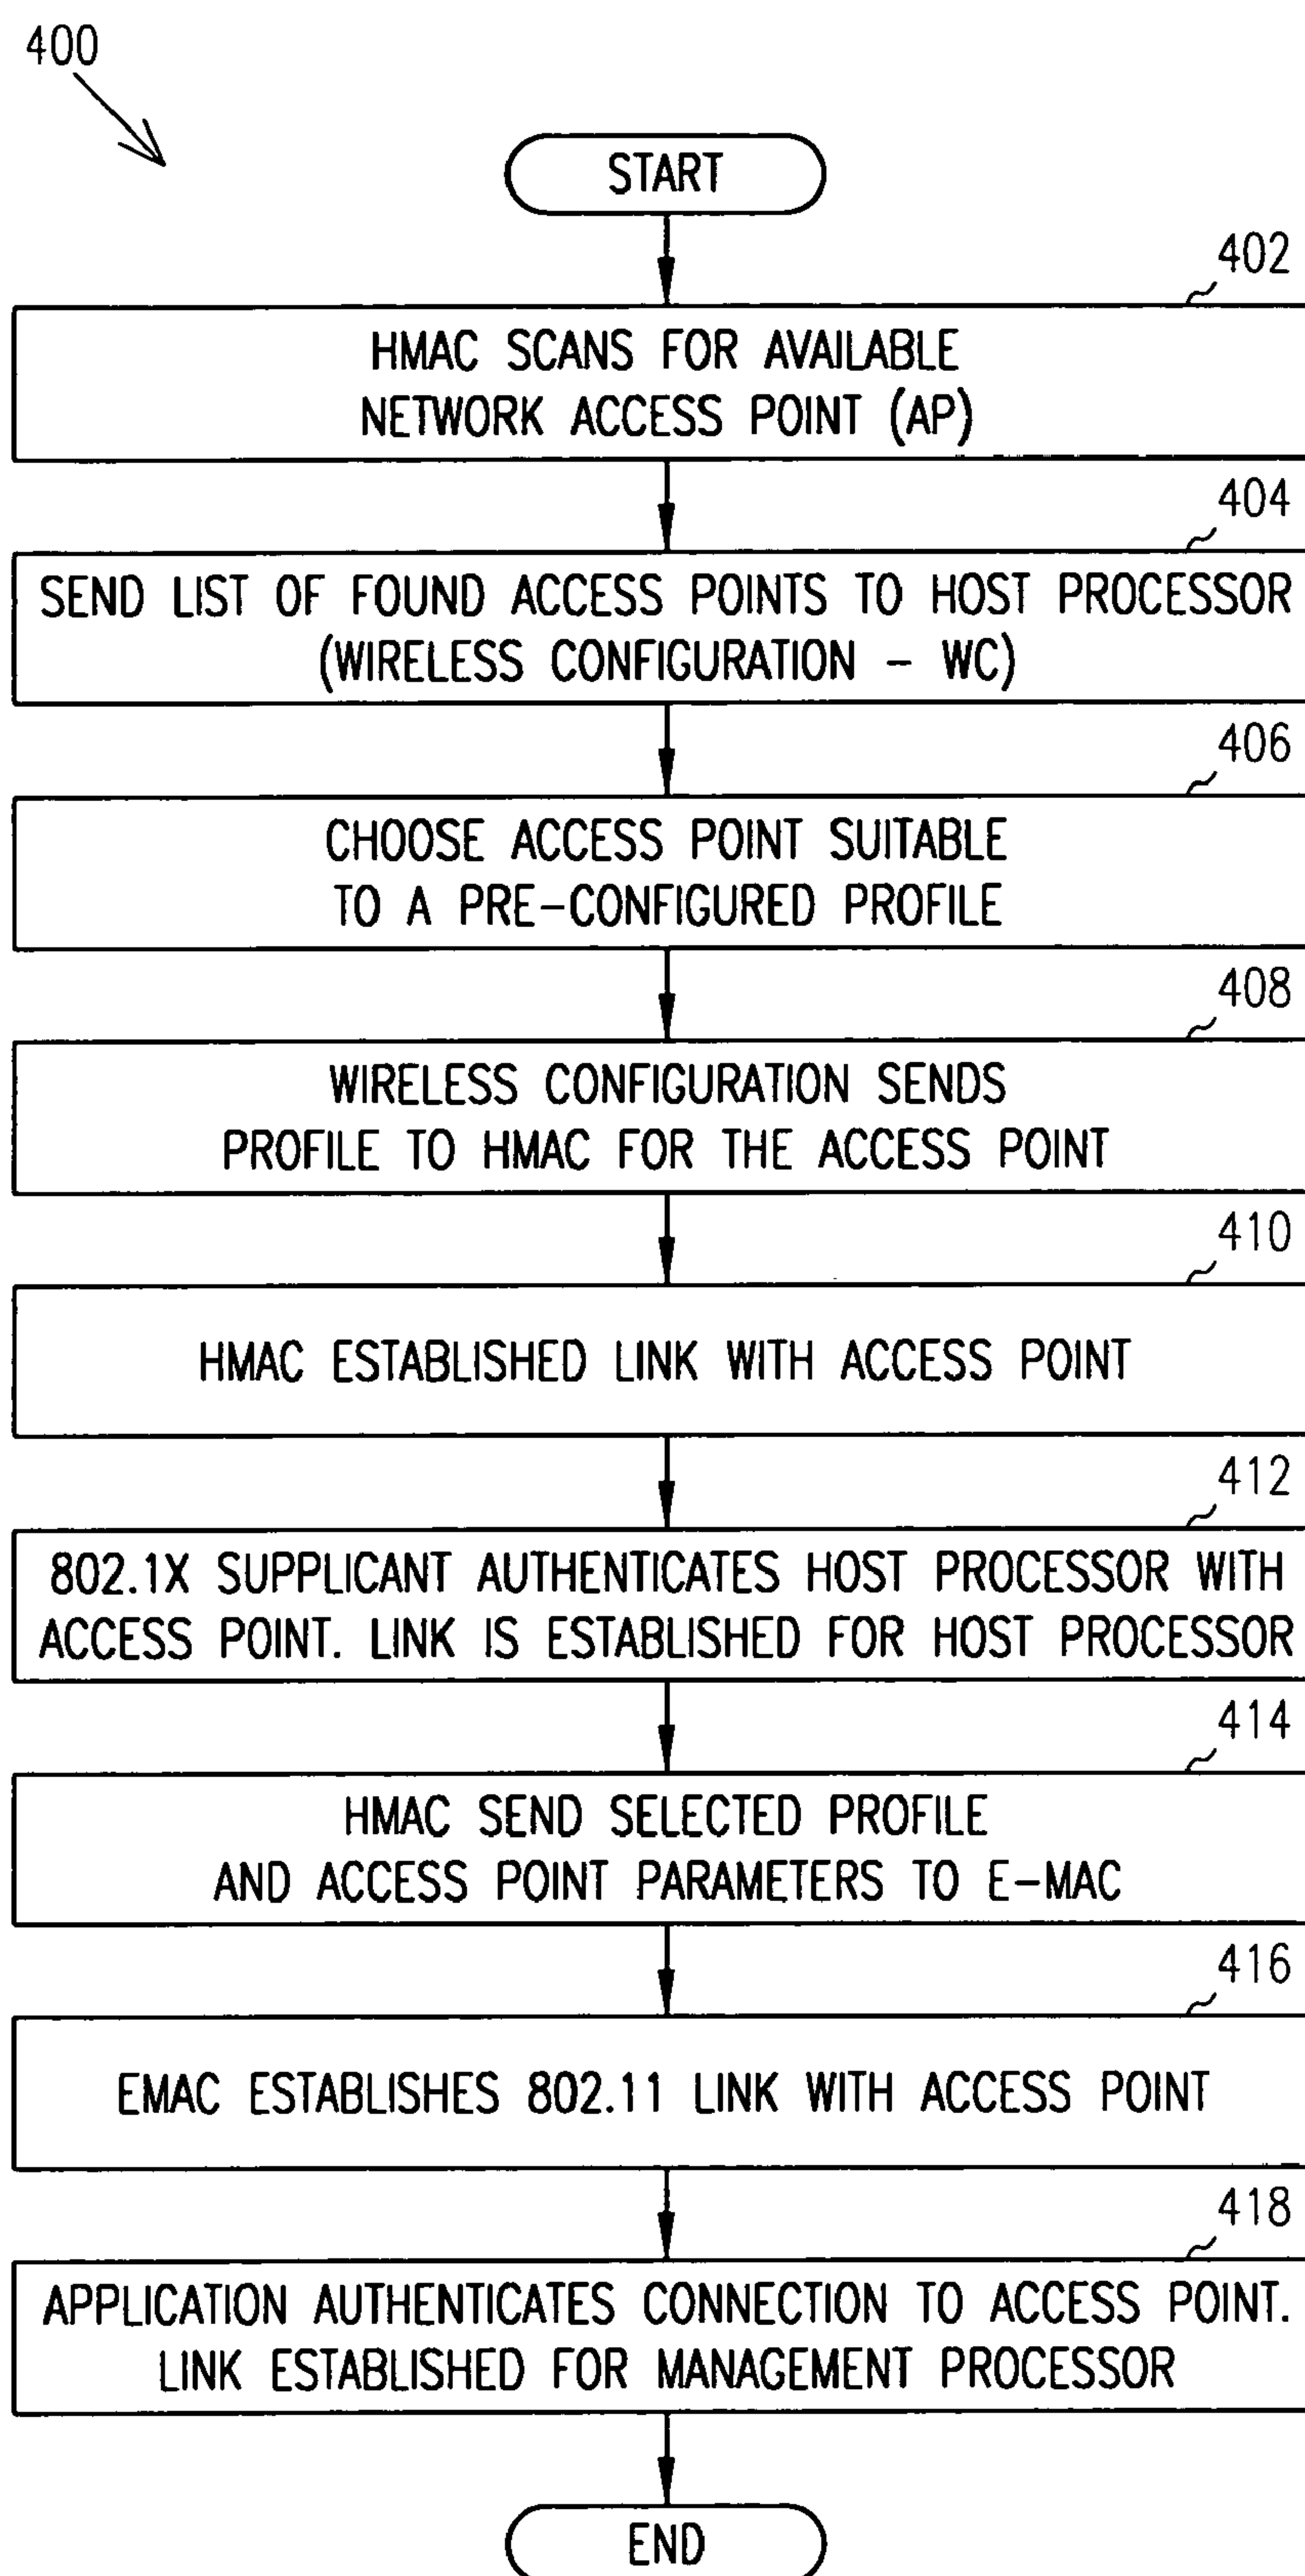 400
START
402
HMAC SCANS FOR AVAILABLE
NETWORK ACCESS POINT (AP)
404
SEND LIST OF FOUND ACCESS POINTS TO HOST PROCESSOR
(WIRELESS CONFIGURATION - WC)
406
CHOOSE ACCESS POINT SUITABLE
TO A PRE-CONFIGURED PROFILE
408
WIRELESS CONFIGURATION SENDS
PROFILE TO HMAC FOR THE ACCESS POINT
410
HMAC ESTABLISHED LINK WITH ACCESS POINT
412
802.1X SUPPLICANT AUTHENTICATES HOST PROCESSOR WITH
ACCESS POINT. LINK IS ESTABLISHED FOR HOST PROCESSOR
414
HMAC SEND SELECTED PROFILE
AND ACCESS POINT PARAMETERS TO E-MAC
416
EMAC ESTABLISHES 802.11 LINK WITH ACCESS POINT
418
APPLICATION AUTHENTICATES CONNECTION TO ACCESS POINT.
LINK ESTABLISHED FOR MANAGEMENT PROCESSOR
END